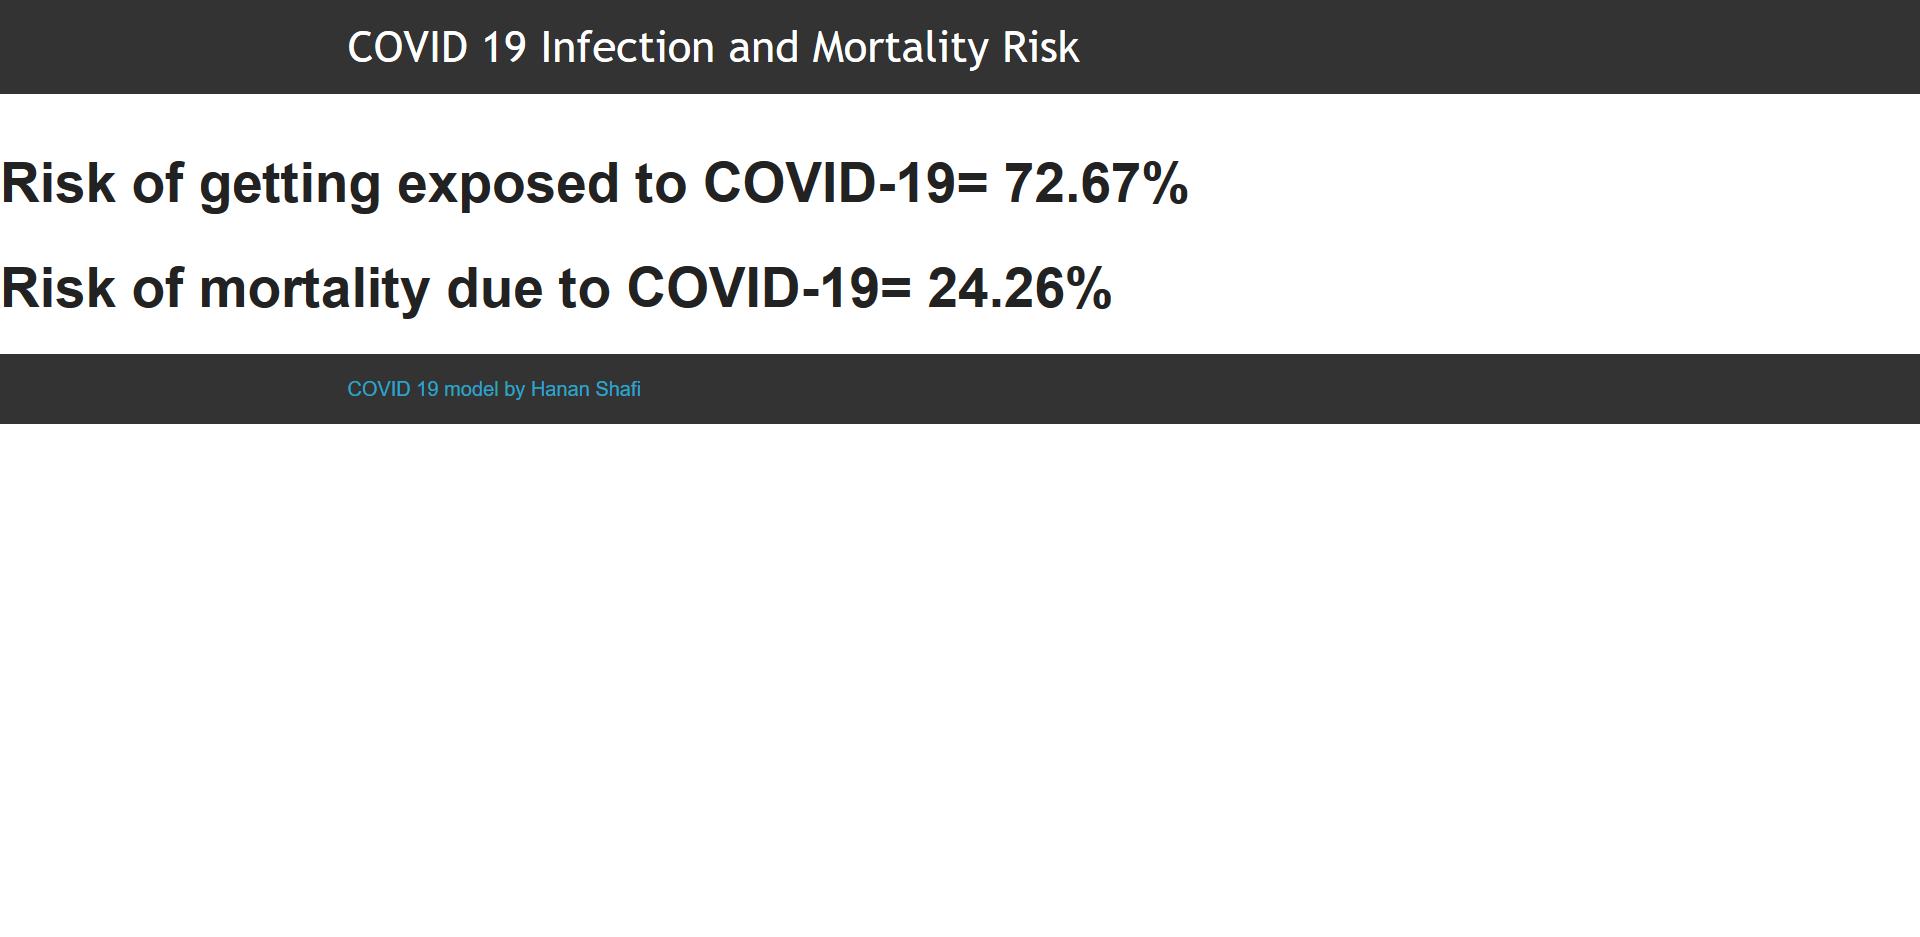 COVID 19 Infection and Mortality Risk
Risk of getting exposed to COVID-19= 72.67%
Risk of mortality due to COVID-19= 24.26%
COVID 19 model by Hanan Shafi